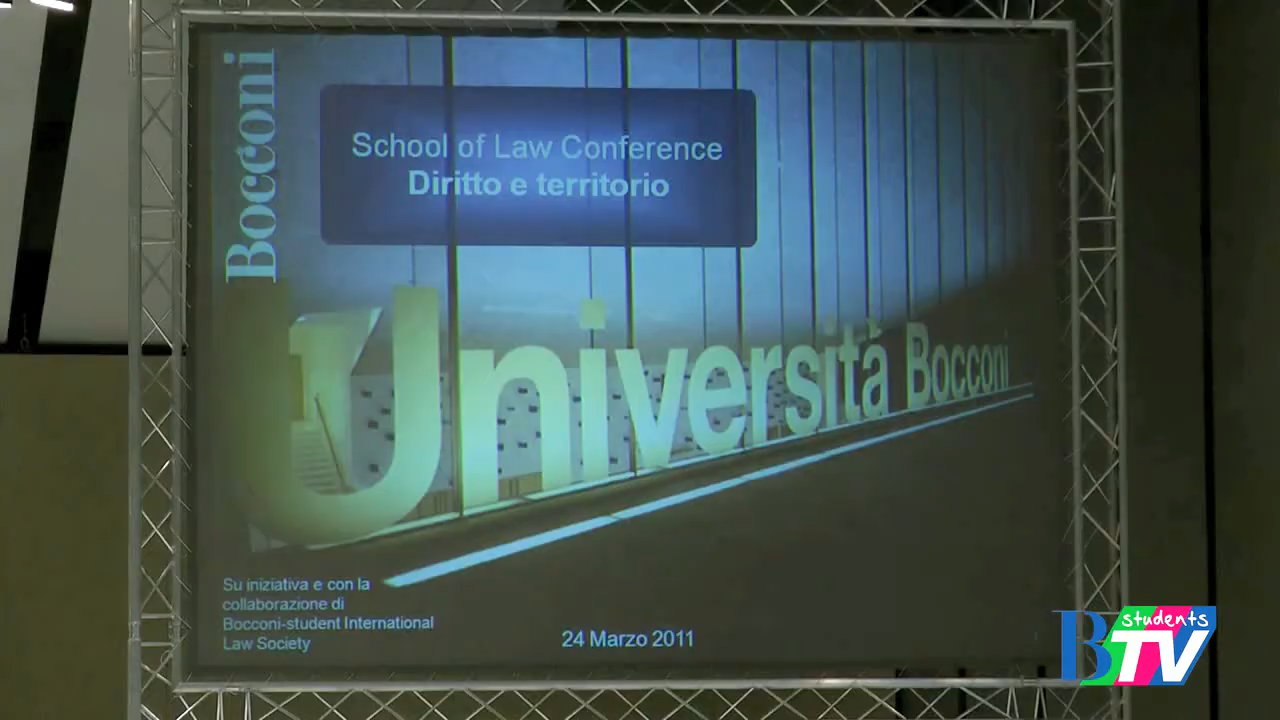 Bocconi
School of Law Conference
Diritto e territorio
Università Bocconi
Su iniziativa e con la
collaborazione di
Bocconi-student International
Law Society
24 Marzo 2011
students
BTV